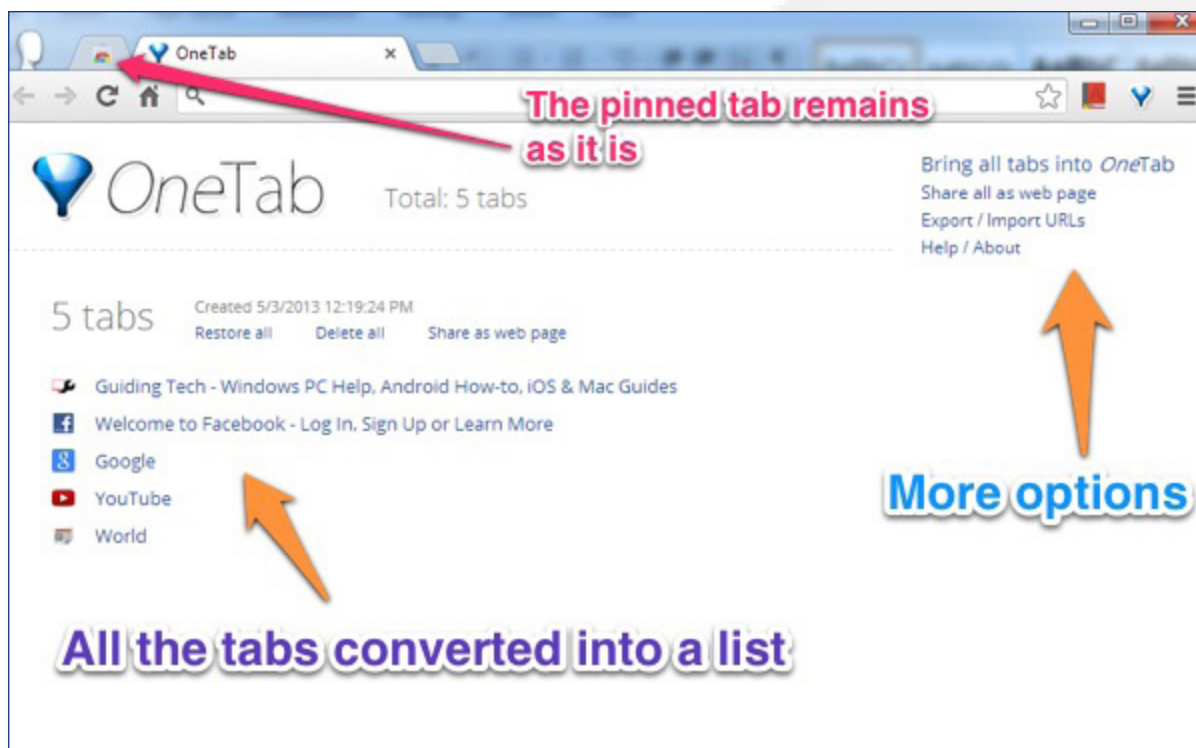 OneTab
The pinned tab remains
as it is
OneTab
Total: 5 tabs
Bring all tabs into OneTab
Share all as web page
Export / Import URLs
Help / About
5 tabs
Created 5/3/2013 12:19:24 PM
Restore all Delete all Share as web page
Guiding Tech - Windows PC Help, Android How-to, iOS & Mac Guides
Welcome to Facebook - Log In, Sign Up or Learn More
Google
YouTube
World
More options
All the tabs converted into a list